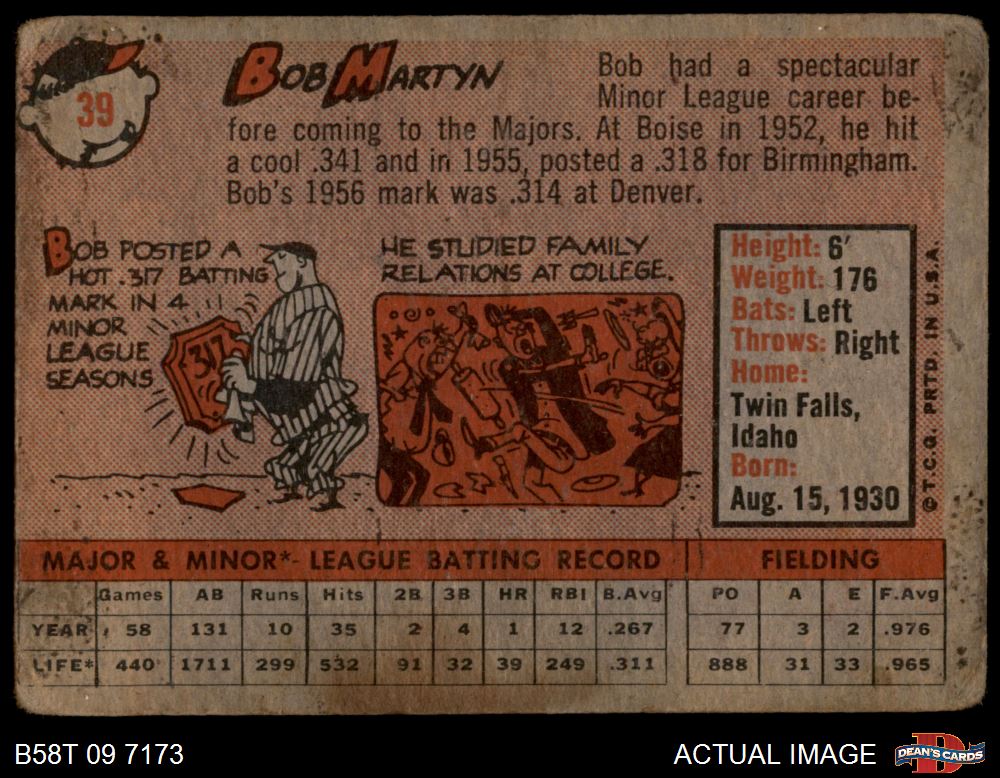 39
BOB MARTYN
Bob had a spectacular
Minor League career be-
fore coming to the Majors. At Boise in 1952, he hit
a cool .341 and in 1955, posted a .318 for Birmingham.
Bob's 1956 mark was .314 at Denver.
BOB POSTED A
HOT .317 BATTING
MARK IN 4
MINOR
LEAGUE
SEASONS
.317
HE STUDIED FAMILY
RELATIONS AT COLLEGE.
Height: 6'
Weight: 176
Bats: Left
Throws: Right
Home:
Twin Falls,
Idaho
Born:
Aug. 15, 1930
© T.C.G. PRTD. IN U.S.A.
MAJOR & MINOR*- LEAGUE BATTING RECORD FIELDING
Games AB Runs Hits 2B 3B HR RBI B.Avg PO A E F.Avg
YEAR 58 131 10 35 2 4 1 12 .267 77 3 2 .976
LIFE* 440 1711 299 532 91 32 39 249 .311 888 31 33 .965
B58T 09 7173
ACTUAL IMAGE
D
DEAN'S CARDS